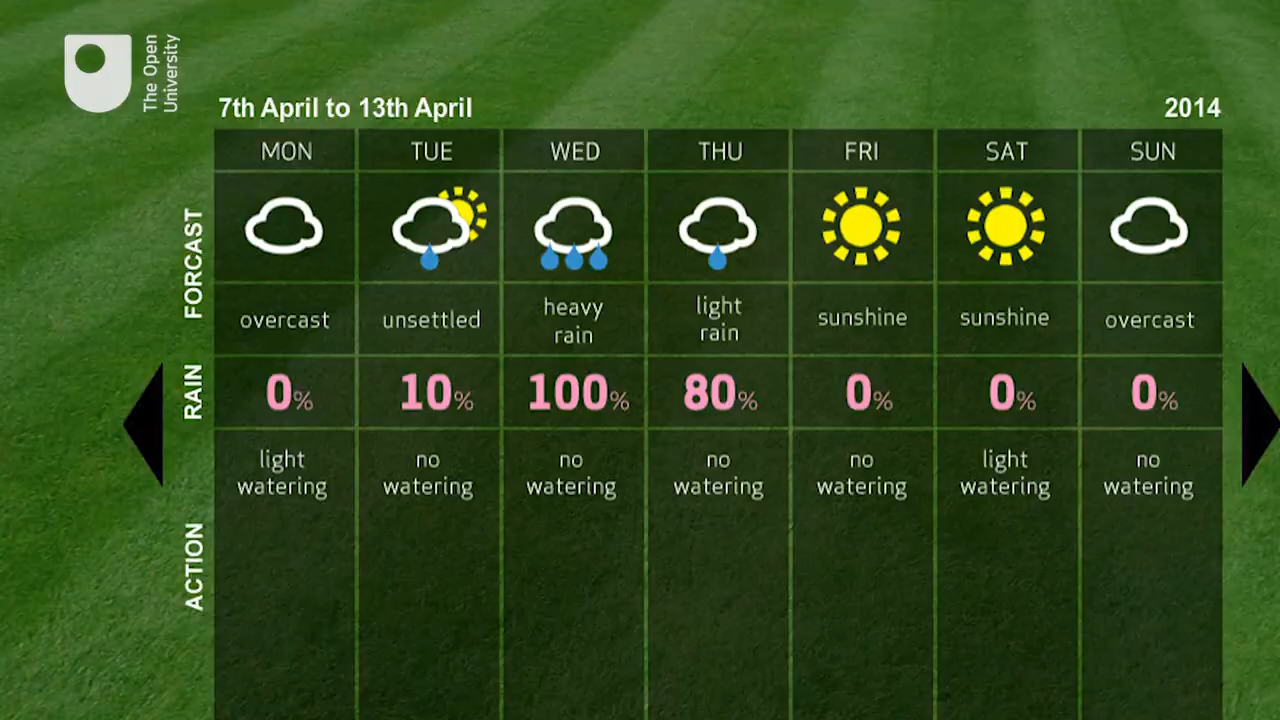 The Open
University
7th April to 13th April
2014
MON TUE WED THU FRI SAT SUN
FORCAST
overcast unsettled heavy rain light rain sunshine sunshine overcast
RAIN
0% 10% 100% 80% 0% 0% 0%
ACTION
light watering no watering no watering no watering no watering light watering no watering